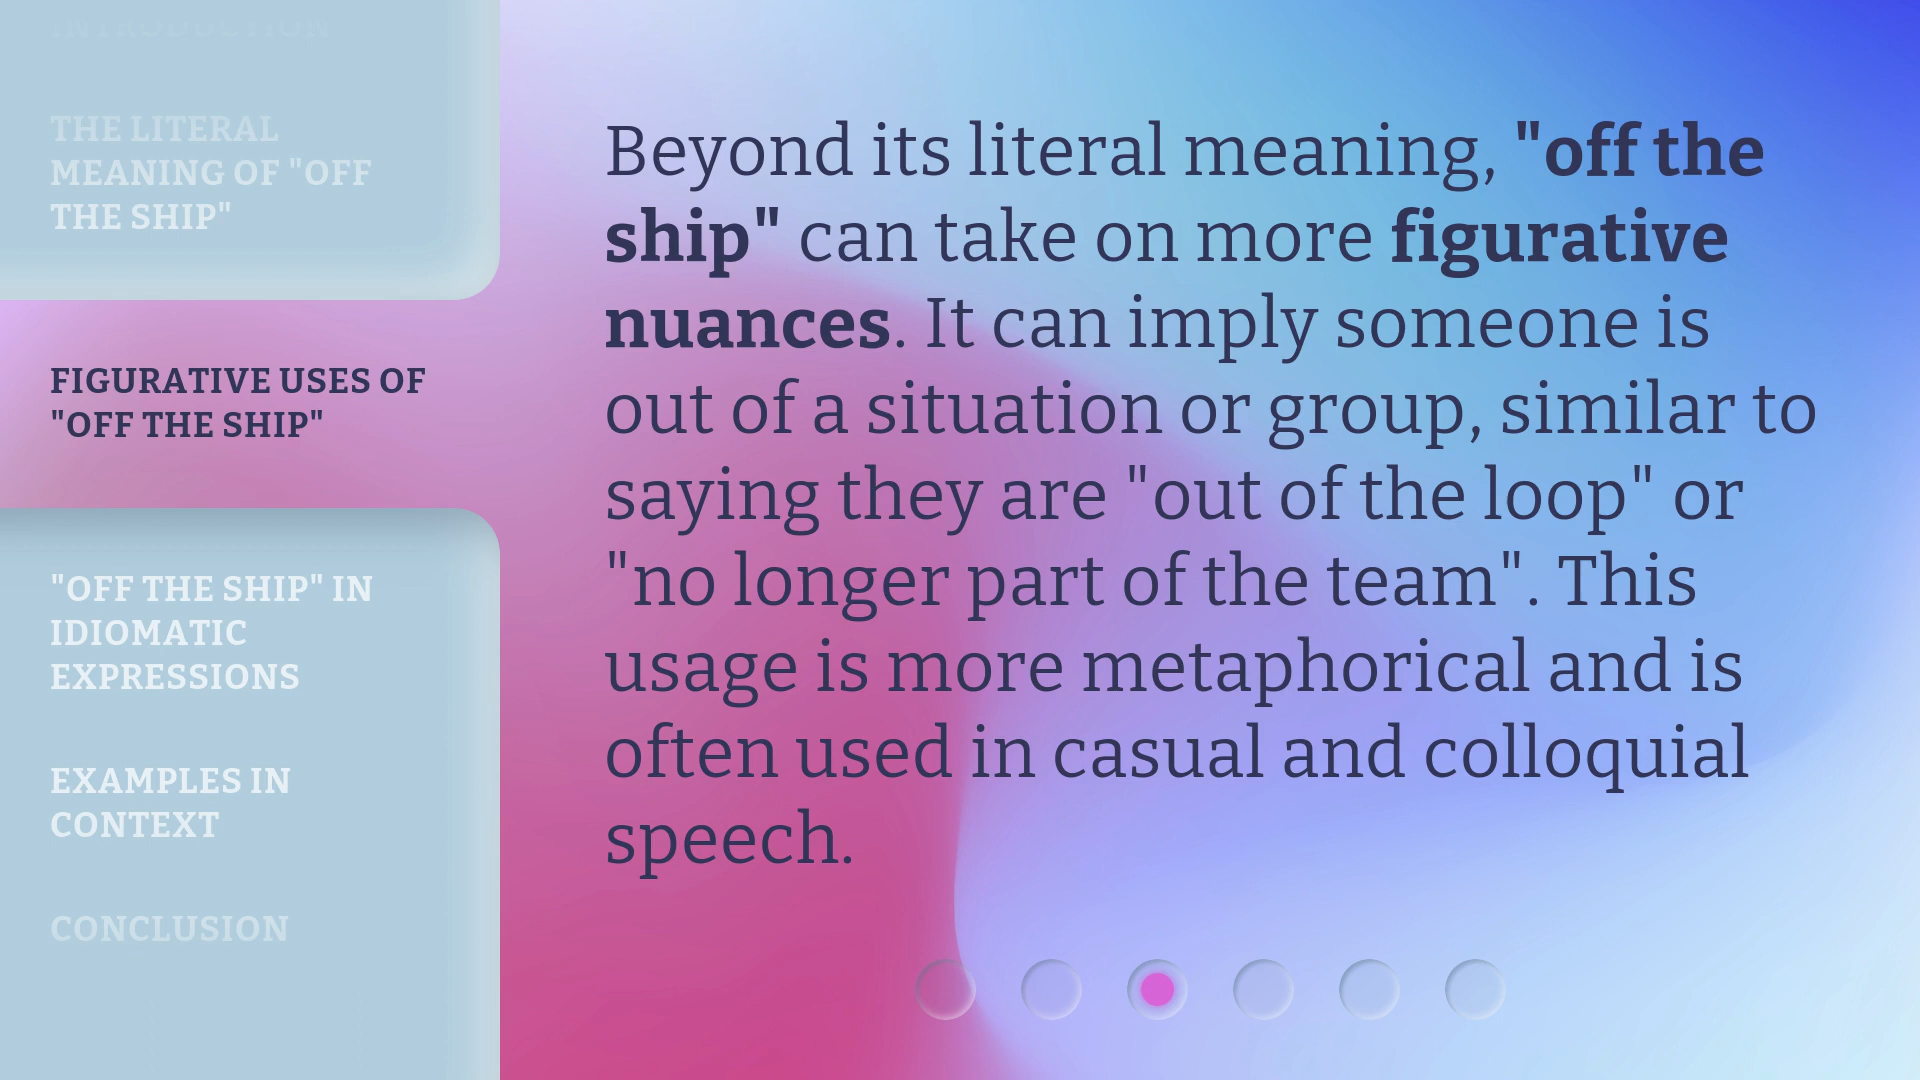 INTRODUCTION
THE LITERAL
MEANING OF "OFF
THE SHIP"
FIGURATIVE USES OF
"OFF THE SHIP"
"OFF THE SHIP" IN
IDIOMATIC
EXPRESSIONS
EXAMPLES IN
CONTEXT
CONCLUSION
Beyond its literal meaning, "off the
ship" can take on more figurative
nuances. It can imply someone is
out of a situation or group, similar to
saying they are "out of the loop" or
"no longer part of the team". This
usage is more metaphorical and is
often used in casual and colloquial
speech.